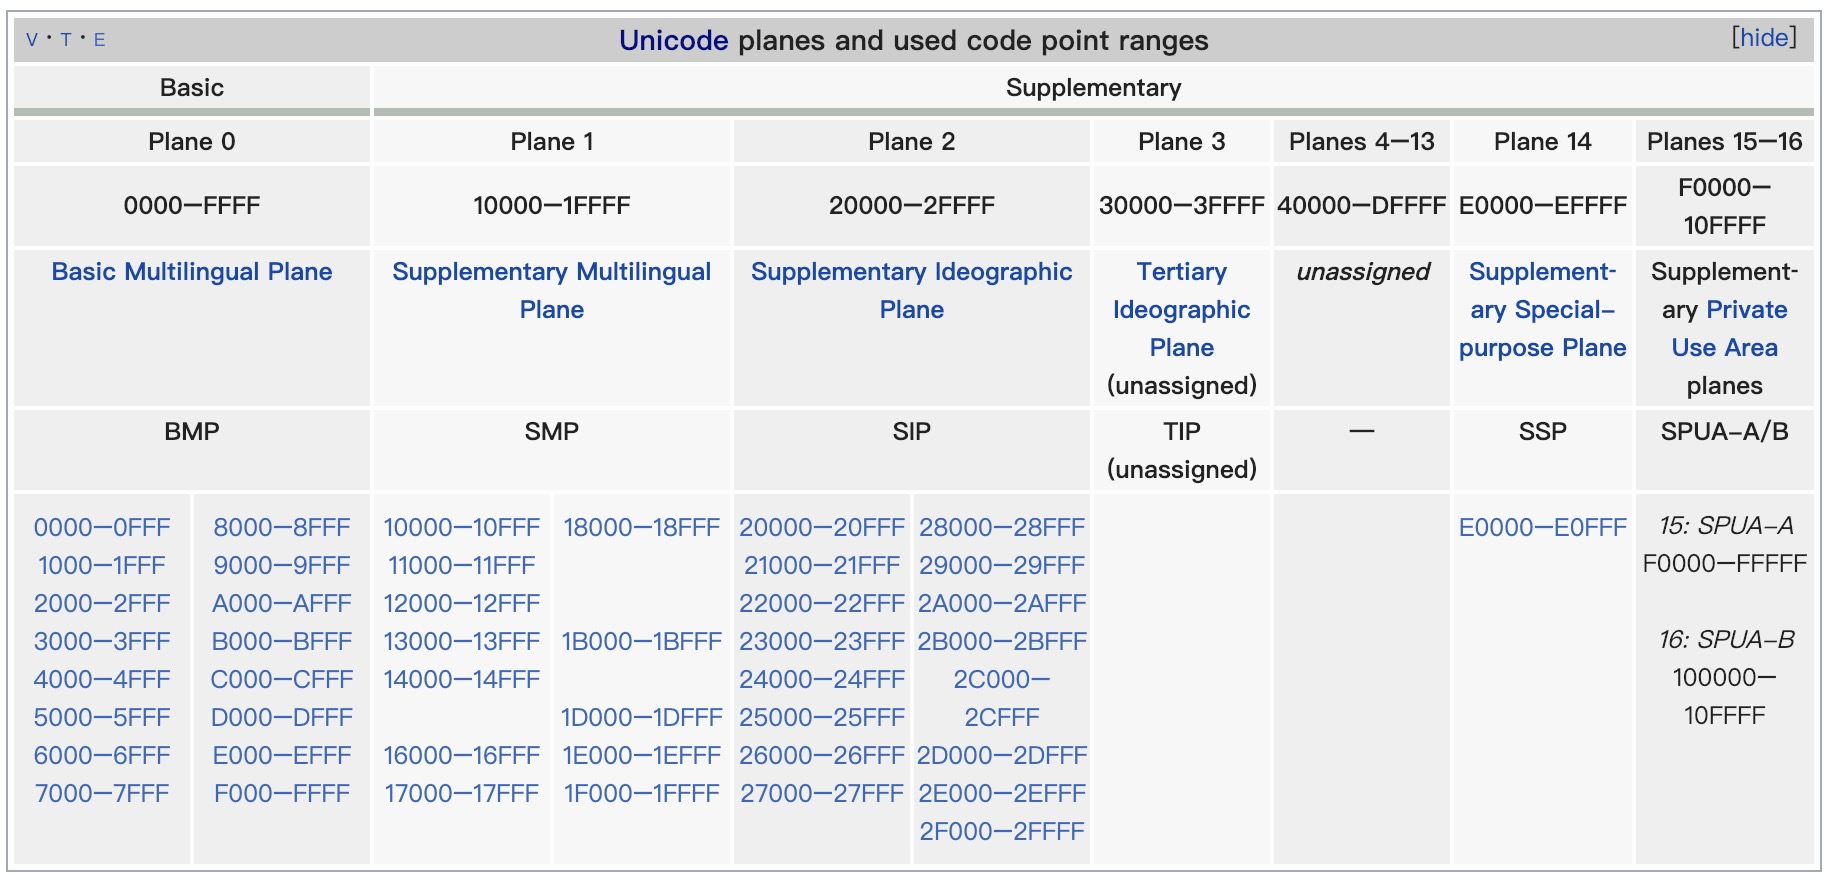 V · T · E
Unicode planes and used code point ranges
[hide]
Basic
Supplementary
Plane 0
Plane 1
Plane 2
Plane 3
Planes 4—13
Plane 14
Planes 15—16
0000—FFFF
10000—1FFFF
20000—2FFFF
30000—3FFFF
40000—DFFFF
E0000—EFFFF
F0000—
10FFFF
Basic Multilingual Plane
Supplementary Multilingual
Plane
Supplementary Ideographic
Plane
Tertiary
Ideographic
Plane
(unassigned)
unassigned
Supplement-
ary Special–
purpose Plane
Supplement-
ary Private
Use Area
planes
BMP
SMP
SIP
TIP
(unassigned)
—
SSP
SPUA–A/B
0000—0FFF
1000—1FFF
2000—2FFF
3000—3FFF
4000—4FFF
5000—5FFF
6000—6FFF
7000—7FFF
8000—8FFF
9000—9FFF
A000—AFFF
B000—BFFF
C000—CFFF
D000—DFFF
E000—EFFF
F000—FFFF
10000—10FFF
11000—11FFF
12000—12FFF
13000—13FFF
14000—14FFF
16000—16FFF
17000—17FFF
18000—18FFF
1B000—1BFFF
1D000—1DFFF
1E000—1EFFF
1F000—1FFFF
20000—20FFF
21000—21FFF
22000—22FFF
23000—23FFF
24000—24FFF
25000—25FFF
26000—26FFF
27000—27FFF
28000—28FFF
29000—29FFF
2A000—2AFFF
2B000—2BFFF
2C000—
2CFFF
2D000—2DFFF
2E000—2EFFF
2F000—2FFFF
E0000—E0FFF
15: SPUA–A
F0000—FFFFF
16: SPUA–B
100000—
10FFFF